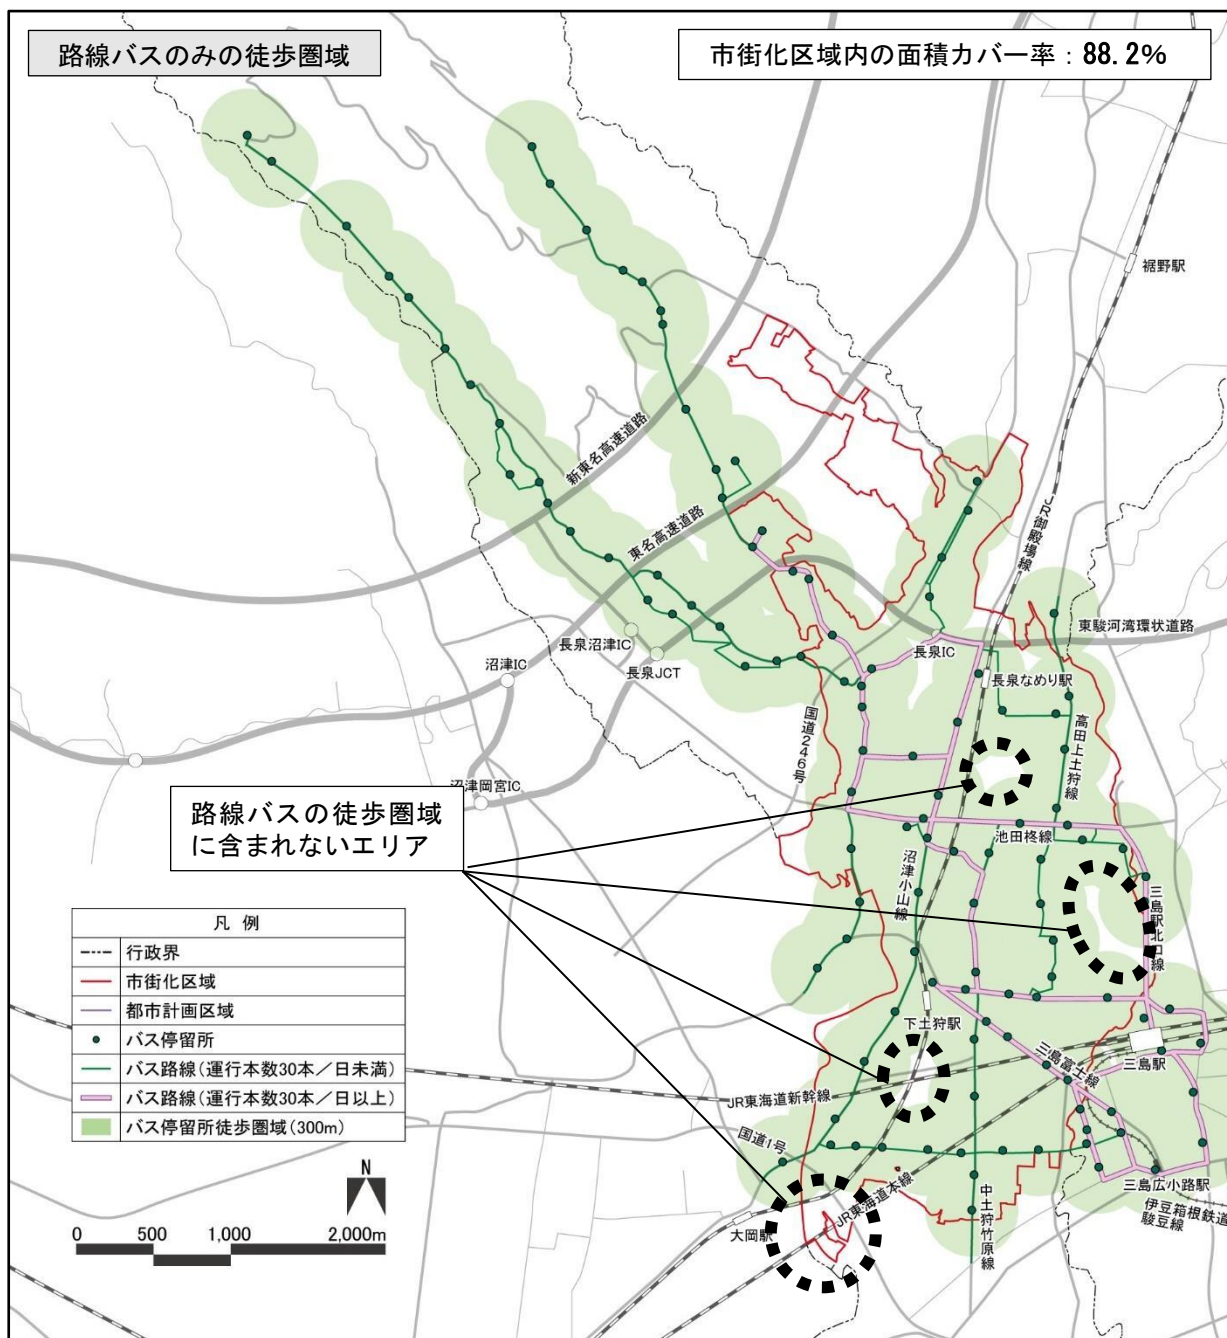 路線バスのみの徒歩圏域
市街化区域内の面積カバー率：88.2%
裾野駅
JR御殿場線
新東名高速道路
東名高速道路
東駿河湾環状道路
長泉沼津IC
長泉IC
長泉JCT
沼津IC
長泉なめり駅
国道246号
高田上土狩線
沼津岡宮IC
路線バスの徒歩圏域
に含まれないエリア
池田柊線
沼津小山線
三島駅北口線
凡 例
行政界
市街化区域
都市計画区域
バス停留所
バス路線（運行本数30本／日未満）
バス路線（運行本数30本／日以上）
バス停留所徒歩圏域（300m）
下土狩駅
三島富士線
三島駅
JR東海道新幹線
国道1号
JR東海道本線
大岡駅
中土狩竹原線
三島広小路駅
伊豆箱根鉄道
駿豆線
N
0 500 1,000 2,000m